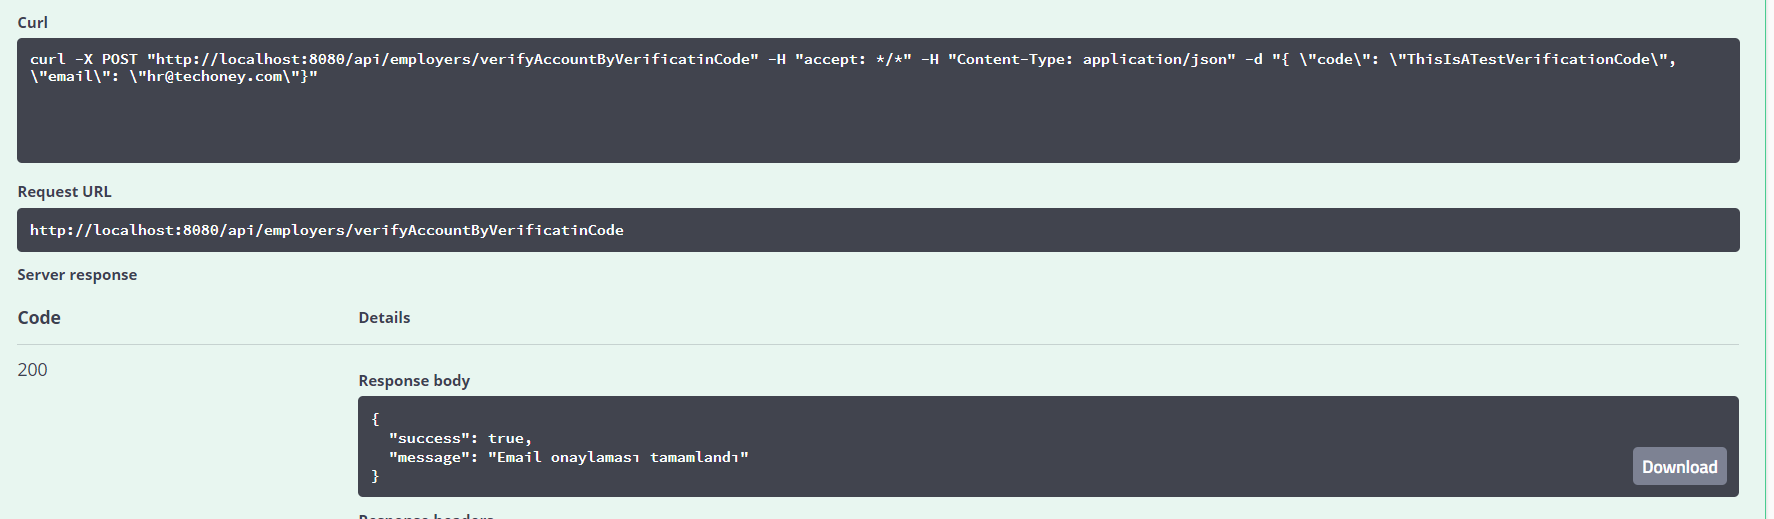 Curl
curl -X POST "http://localhost:8080/api/employers/verifyAccountByVerificatinCode" -H "accept: */*" -H "Content-Type: application/json" -d "{ \"code\": \"ThisIsATestVerificationCode\",
\"email\": \"hr@techoney.com\"}"
Request URL
http://localhost:8080/api/employers/verifyAccountByVerificatinCode
Server response
Code Details
200
Response body
{
"success": true,
"message": "Email onaylaması tamamlandı"
}
Download
Response headers